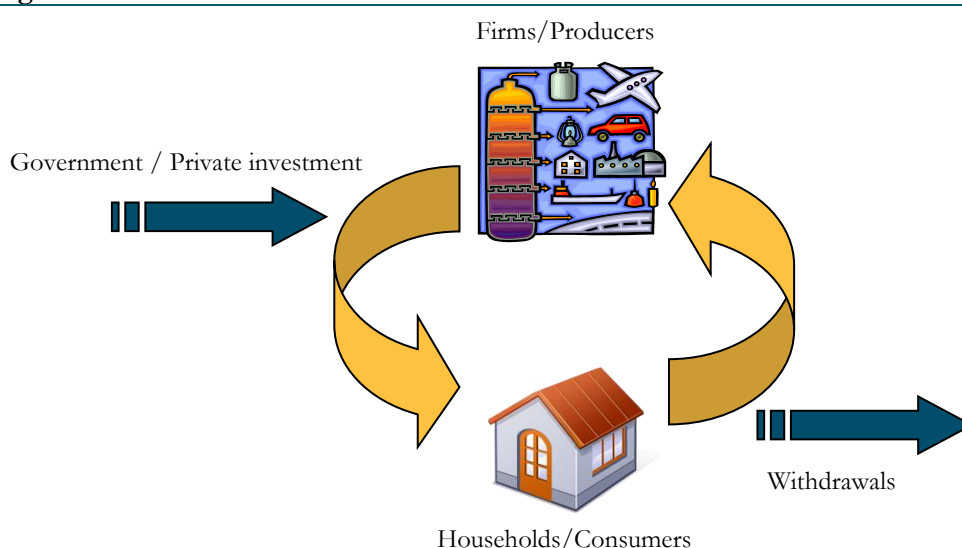 Firms/Producers
Government / Private investment
Withdrawals
Households/Consumers